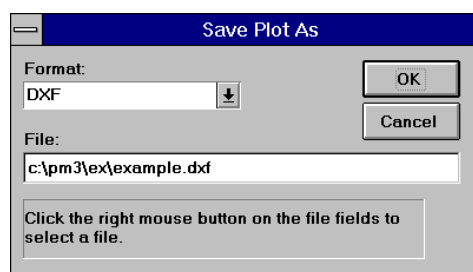 Save Plot As
Format:
DXF
OK
Cancel
File:
c:\pm3\ex\example.dxf
Click the right mouse button on the file fields to
select a file.